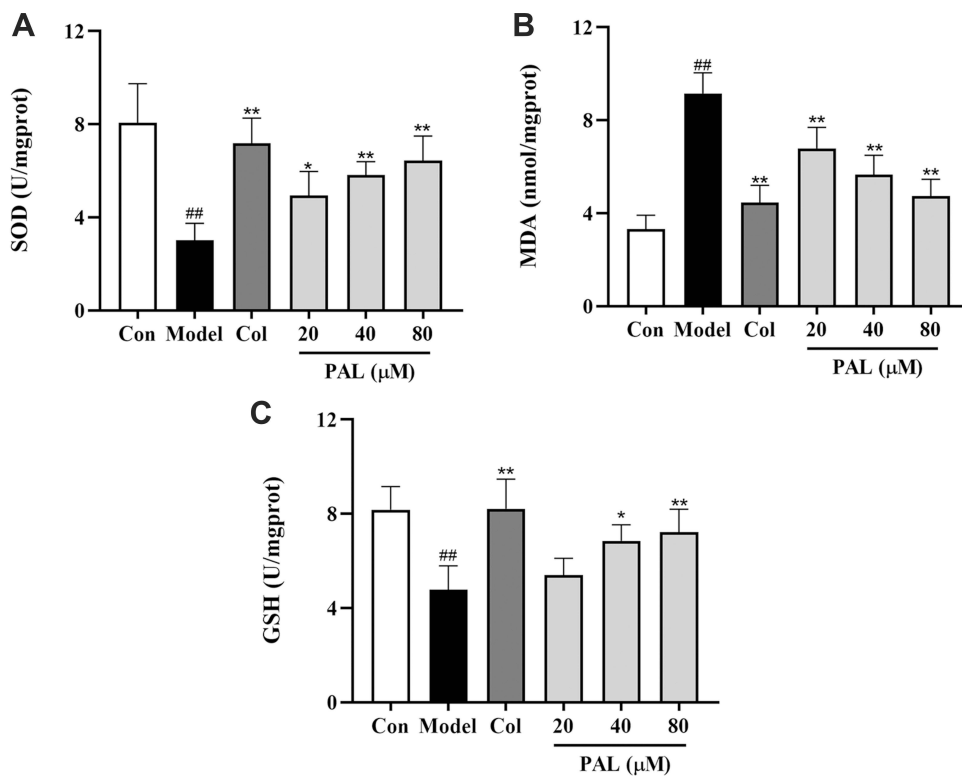 A
12
8
4
0
SOD (U/mgprot)
##
**
*
**
**
Con Model Col 20 40 80
PAL (μM)
B
12
8
4
0
MDA (nmol/mgprot)
##
**
**
**
**
Con Model Col 20 40 80
PAL (μM)
C
12
8
4
0
GSH (U/mgprot)
##
**
*
**
Con Model Col 20 40 80
PAL (μM)